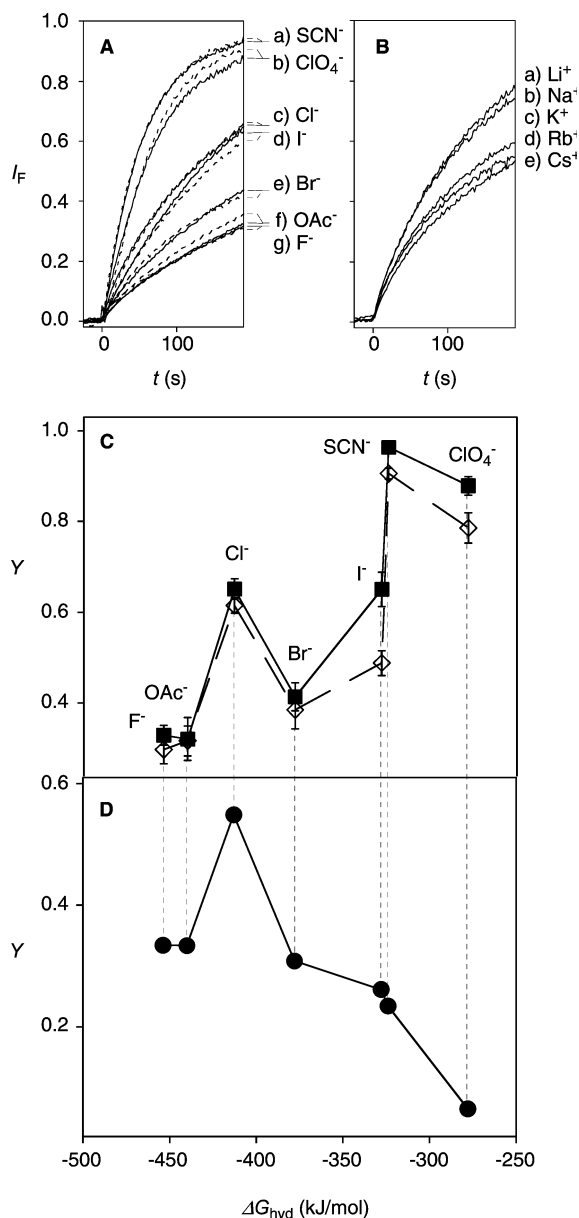 1.0
0.8
0.6
0.4
0.2
0.0
I_F
A
a) SCN⁻
b) ClO₄⁻
c) Cl⁻
d) I⁻
e) Br⁻
f) OAc⁻
g) F⁻
100
0
t (s)
B
a) Li⁺
b) Na⁺
c) K⁺
d) Rb⁺
e) Cs⁺
0
100
t (s)
C
1.0
0.8
0.6
0.4
Y
SCN⁻
ClO₄⁻
Cl⁻
I⁻
Br⁻
OAc⁻
F⁻
D
0.6
0.4
0.2
Y
-500
-450
-400
-350
-300
-250
ΔG_hyd (kJ/mol)